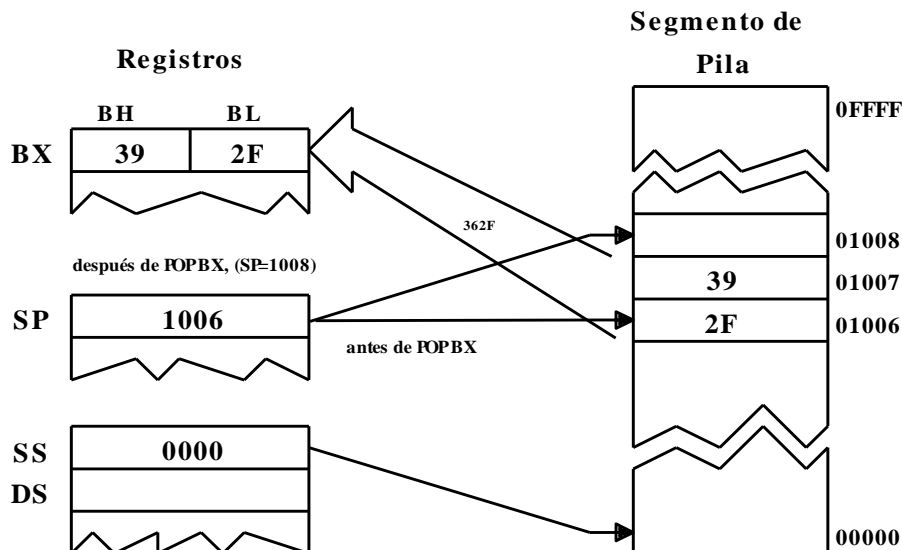 Segmento de
Pila
Registros
BH BL
0FFFF
BX 39 2F
362F
01008
después de POPBX, (SP=1008)
39 01007
SP 1006
2F 01006
antes de POPBX
SS 0000
DS
00000